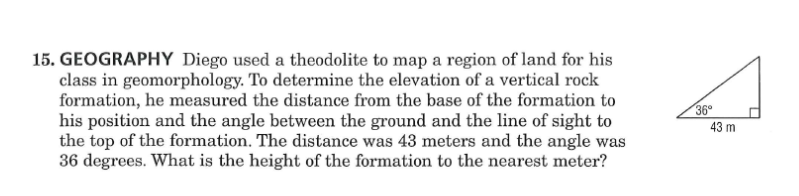 15. GEOGRAPHY Diego used a theodolite to map a region of land for his
class in geomorphology. To determine the elevation of a vertical rock
formation, he measured the distance from the base of the formation to
his position and the angle between the ground and the line of sight to
the top of the formation. The distance was 43 meters and the angle was
36 degrees. What is the height of the formation to the nearest meter?
36°
43 m